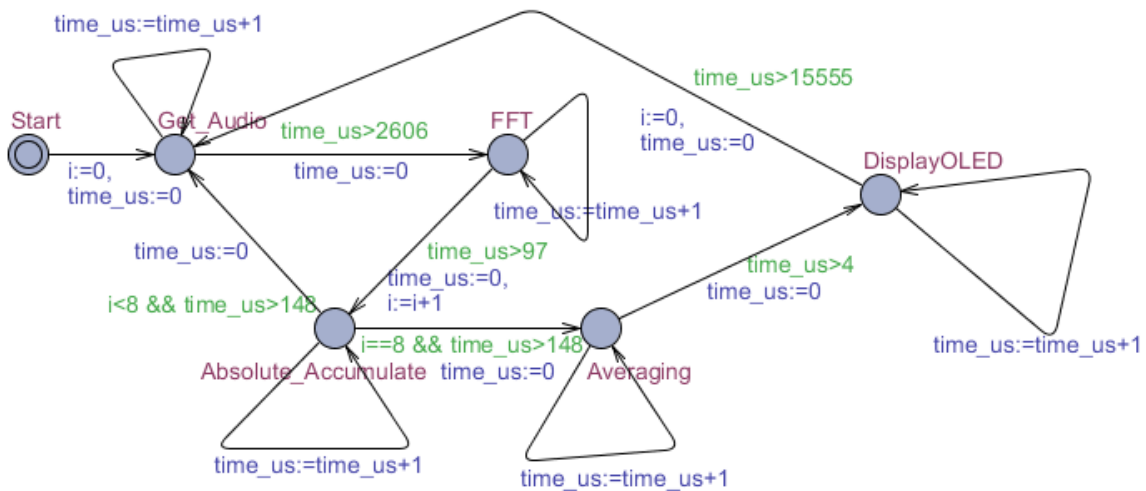 time_us:=time_us+1
time_us>15555
Start
Get_Audio
time_us>2606
FFT
i:=0,
time_us:=0
i:=0,
time_us:=0
time_us:=0
DisplayOLED
time_us:=time_us+1
time_us:=0
time_us>97
time_us:=0,
i:=i+1
time_us>4
time_us:=0
i<8 && time_us>148
i==8 && time_us>148
time_us:=time_us+1
Absolute_Accumulate
time_us:=0
Averaging
time_us:=time_us+1
time_us:=time_us+1